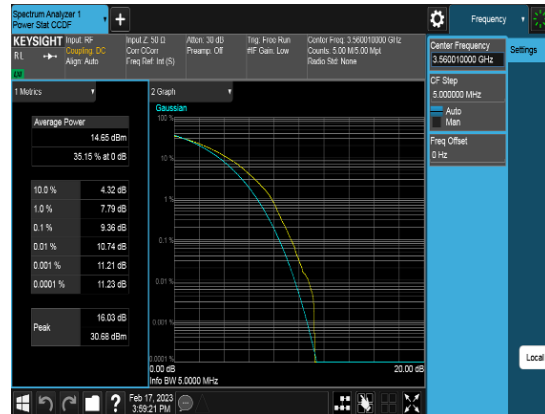 Spectrum Analyzer 1
Power Stat CCDF
+
Frequency
KEYSIGHT
Input: RF
Coupling: DC
Align: Auto
Input Z: 50 Ω
Corr CCorr
Freq Ref: Int (S)
Atten: 30 dB
Preamp: Off
Trig: Free Run
#IF Gain: Low
Center Freq: 3.560010000 GHz
Counts: 5.00 M/5.00 Mpt
Radio Std: None
Center Frequency
3.560010000 GHz
Settings
CF Step
5.000000 MHz
Auto
Man
Freq Offset
0 Hz
1 Metrics
Average Power
14.65 dBm
35.15 % at 0 dB
10.0 % 4.32 dB
1.0 % 7.79 dB
0.1 % 9.36 dB
0.01 % 10.74 dB
0.001 % 11.21 dB
0.0001 % 11.23 dB
Peak
16.03 dB
30.68 dBm
2 Graph
Gaussian
100 %
10 %
1 %
0.1 %
0.01 %
0.001 %
0.0001 %
0.00 dB
20.00 dB
Info BW 5.0000 MHz
Local
?
Feb 17, 2023
3:59:21 PM